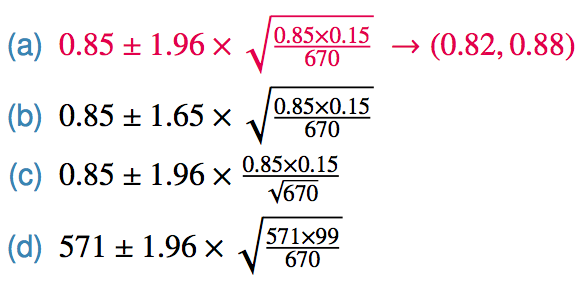 (a) 0.85 ± 1.96 × √(0.85×0.15/670) → (0.82, 0.88)
(b) 0.85 ± 1.65 × √(0.85×0.15/670)
(c) 0.85 ± 1.96 × 0.85×0.15/√670
(d) 571 ± 1.96 × √(571×99/670)